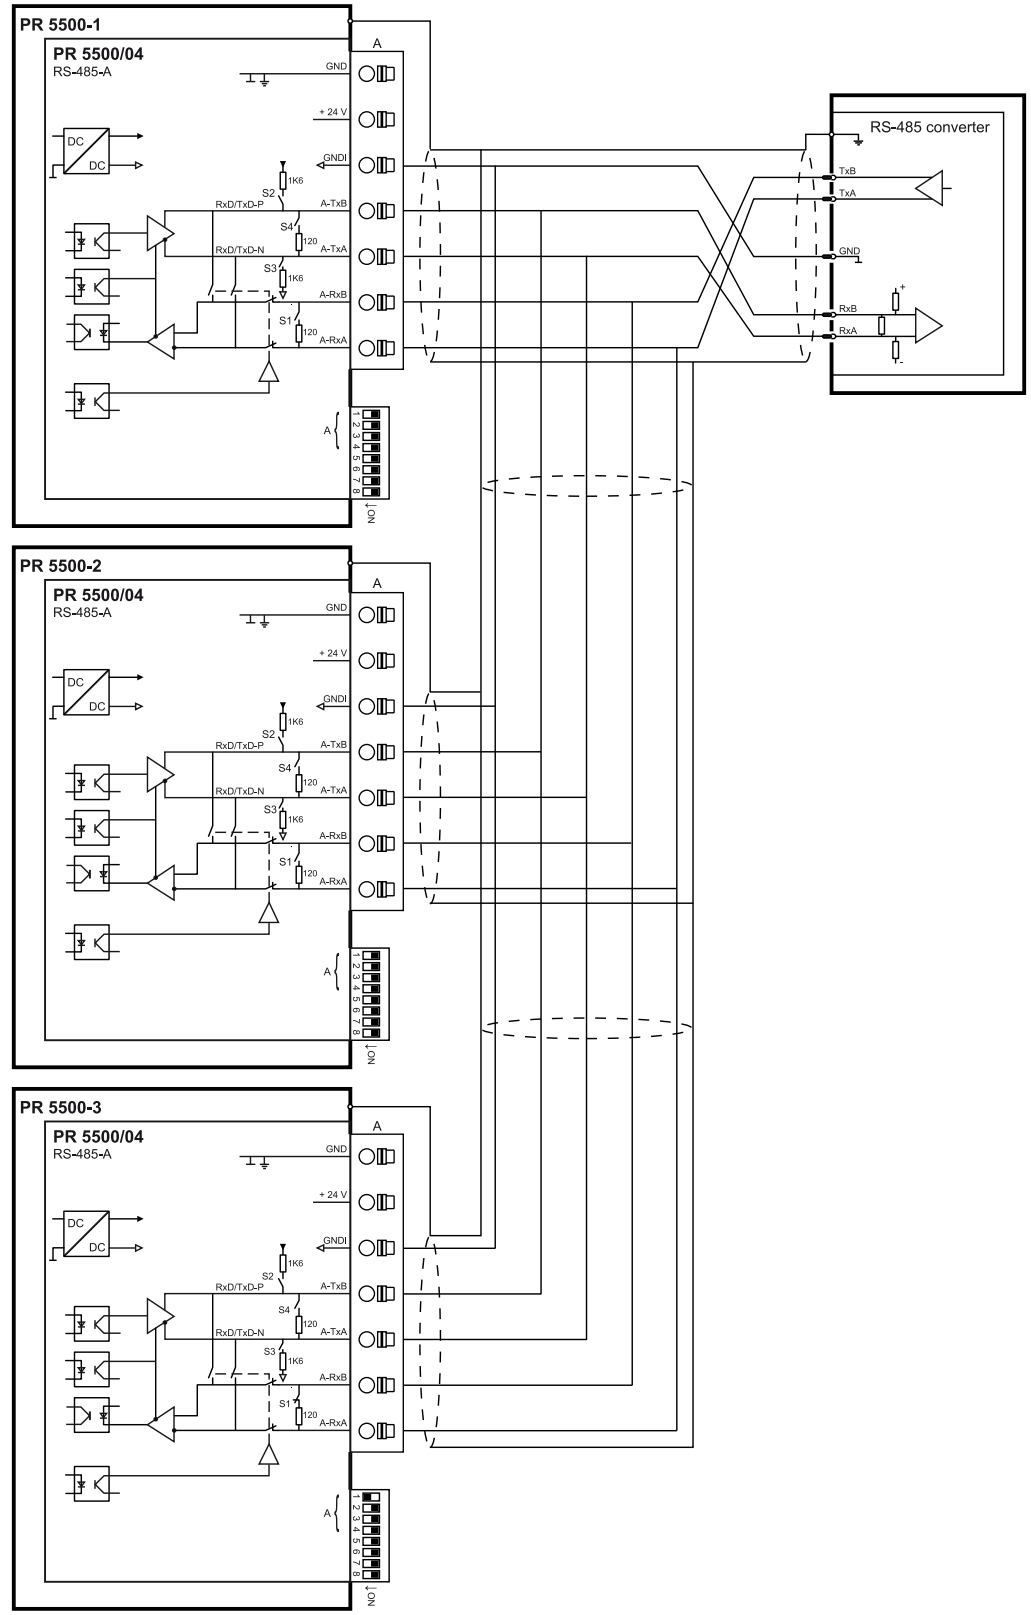 PR 5500-1
PR 5500/04
RS-485-A
A
GND
+ 24 V
DC
DC
GNDI
1K6
S2
RxD/TxD-P
A-TxB
S4
120
RxD/TxD-N
A-TxA
S3
1K6
A-RxB
S1
120
A-RxA
A
1
2
3
4
5
6
7
8
↑ON
RS-485 converter
TxB
TxA
GND
+
RxB
RxA
-
PR 5500-2
PR 5500/04
RS-485-A
A
GND
+ 24 V
DC
DC
GNDI
1K6
S2
RxD/TxD-P
A-TxB
S4
120
RxD/TxD-N
A-TxA
S3
1K6
A-RxB
S1
120
A-RxA
A
1
2
3
4
5
6
7
8
↑ON
PR 5500-3
PR 5500/04
RS-485-A
A
GND
+ 24 V
DC
DC
GNDI
1K6
S2
RxD/TxD-P
A-TxB
S4
120
RxD/TxD-N
A-TxA
S3
1K6
A-RxB
S1
120
A-RxA
A
1
2
3
4
5
6
7
8
↑ON